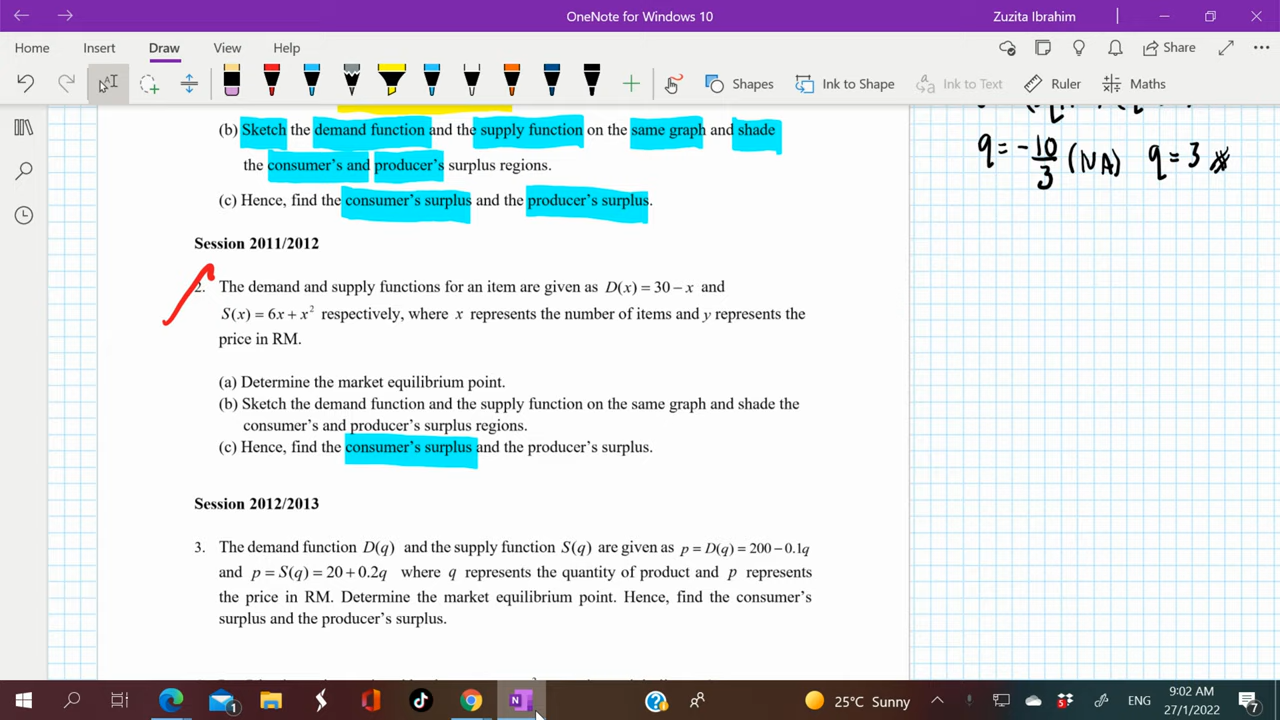 OneNote for Windows 10
Zuzita Ibrahim
Home Insert Draw View Help
Share
Shapes Ink to Shape Ink to Text Ruler Maths
(b) Sketch the demand function and the supply function on the same graph and shade
the consumer's and producer's surplus regions.
(c) Hence, find the consumer's surplus and the producer's surplus.
q = -10/3 (NA) q = 3
Session 2011/2012
2. The demand and supply functions for an item are given as D(x) = 30 − x and
S(x) = 6x + x² respectively, where x represents the number of items and y represents the
price in RM.
(a) Determine the market equilibrium point.
(b) Sketch the demand function and the supply function on the same graph and shade the
consumer's and producer's surplus regions.
(c) Hence, find the consumer's surplus and the producer's surplus.
Session 2012/2013
3. The demand function D(q) and the supply function S(q) are given as p = D(q) = 200 − 0.1q
and p = S(q) = 20 + 0.2q where q represents the quantity of product and p represents
the price in RM. Determine the market equilibrium point. Hence, find the consumer's
surplus and the producer's surplus.
25°C Sunny
ENG
9:02 AM
27/1/2022
1
7